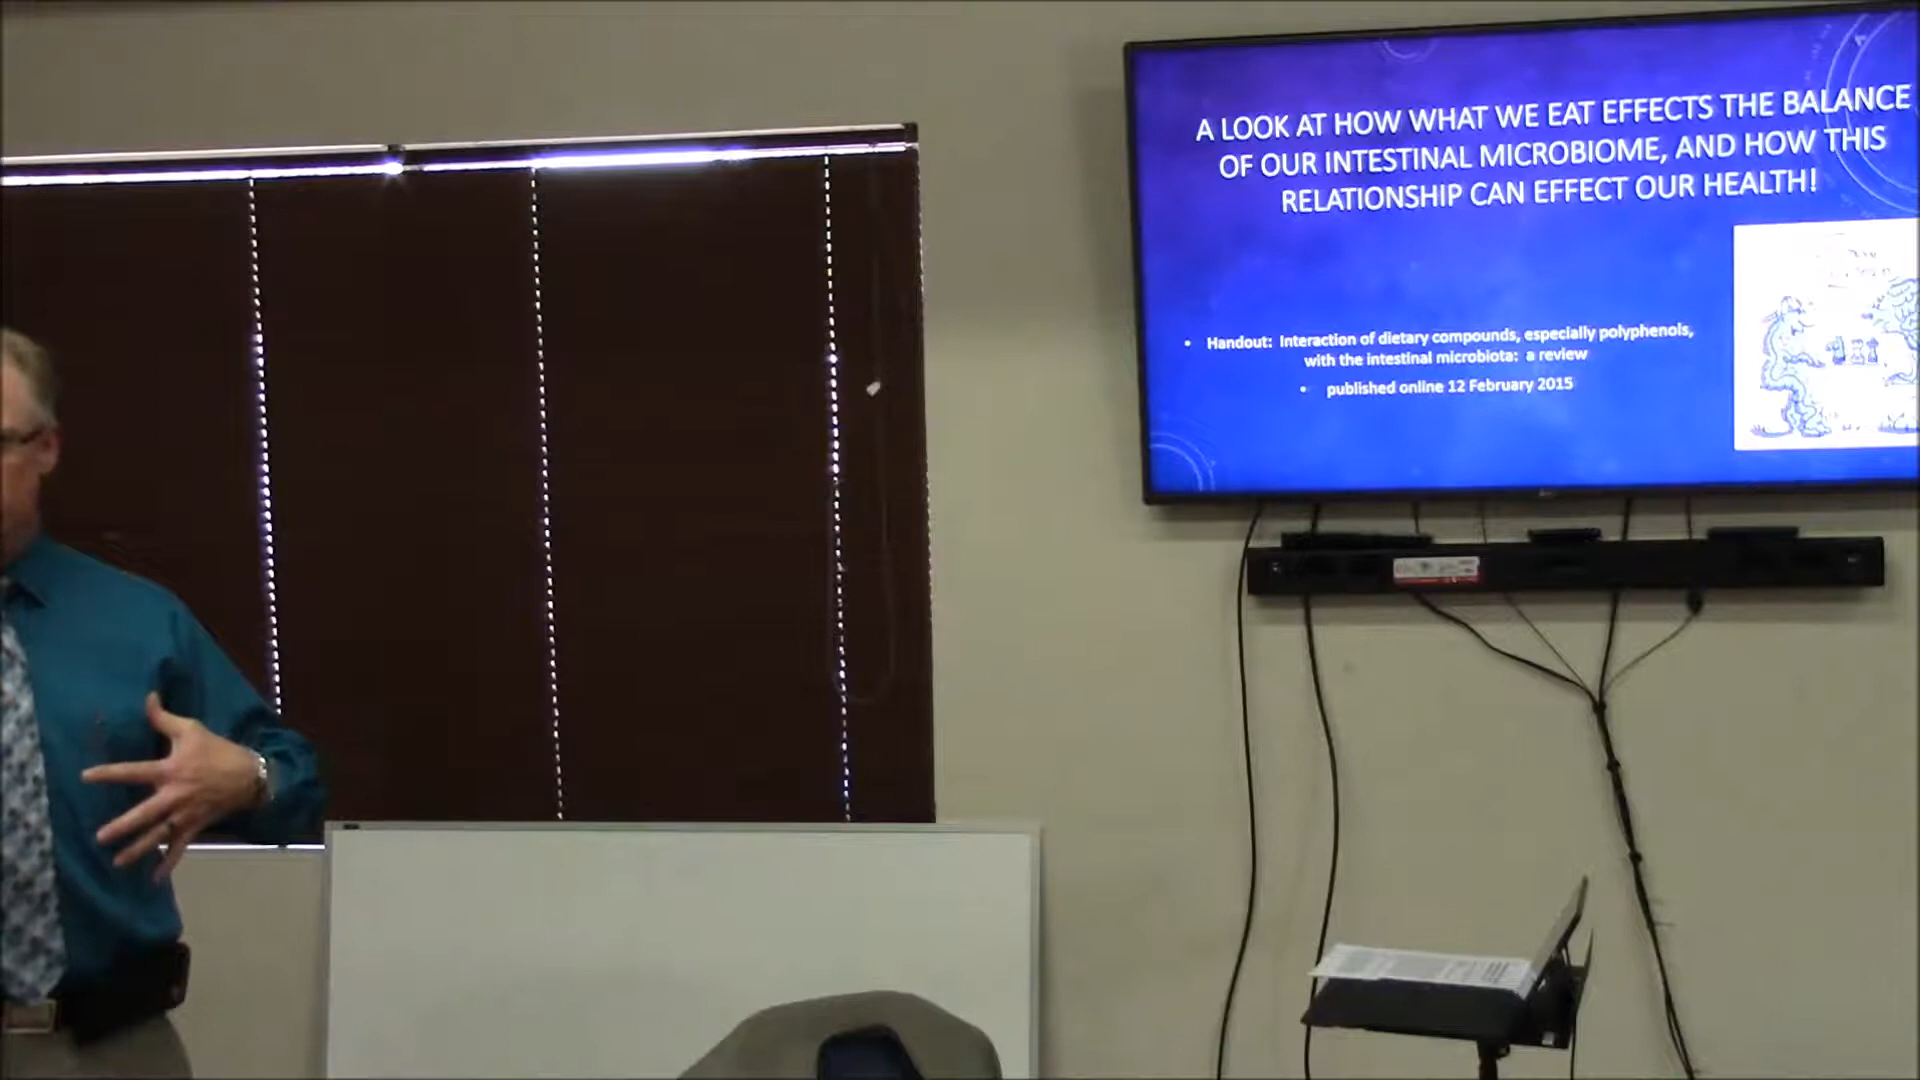 A LOOK AT HOW WHAT WE EAT EFFECTS THE BALANCE
OF OUR INTESTINAL MICROBIOME, AND HOW THIS
RELATIONSHIP CAN EFFECT OUR HEALTH!
• Handout: Interaction of dietary compounds, especially polyphenols,
with the intestinal microbiota: a review
• published online 12 February 2015